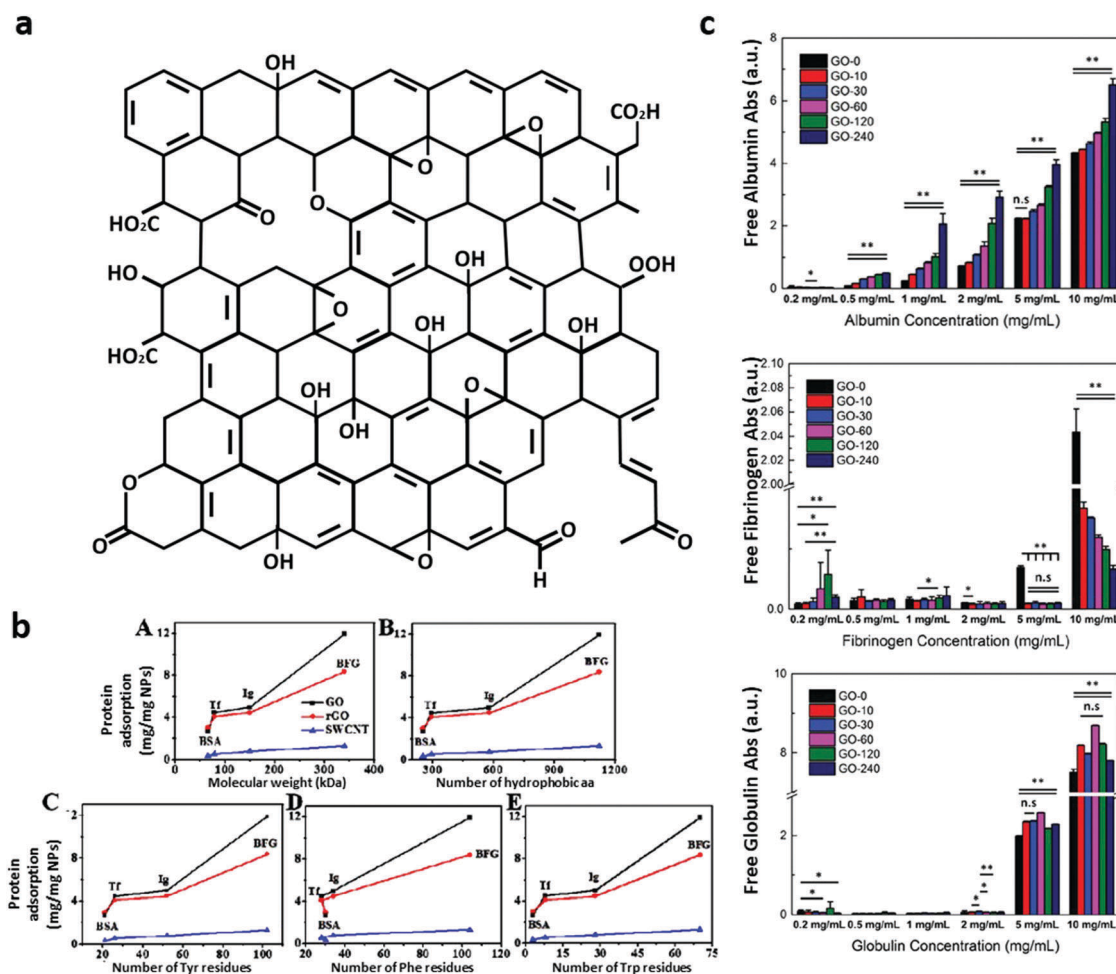 a
OH
CO₂H
O
O
O
HO₂C
O
HO
OH
OOH
O
OH
OH
HO₂C
OH
OH
O
OH
O
O
OH
O
O
H
O
b
A
B
Protein
adsorption
(mg/mg NPs)
12
8
4
0
BSA
Tf
Ig
BFG
GO
rGO
SWCNT
0 100 200 300 400
Molecular weight (kDa)
12
8
4
0
BSA
Tf
Ig
BFG
300 600 900 1200
Number of hydrophobic aa
C
D
E
Protein
adsorption
(mg/mg NPs)
2
8
4
0
BSA
Tf
Ig
BFG
20 40 60 80 100
Number of Tyr residues
12
8
4
0
Tf
Ig
BSA
BFG
20 40 60 80 100 120
Number of Phe residues
12
8
4
0
BSA
Tf
Ig
BFG
0 15 30 45 60 75
Number of Trp residues
c
Free Albumin Abs (a.u.)
8
6
4
2
0
GO-0
GO-10
GO-30
GO-60
GO-120
GO-240
*
**
**
**
n.s
**
**
0.2 mg/mL 0.5 mg/mL 1 mg/mL 2 mg/mL 5 mg/mL 10 mg/mL
Albumin Concentration (mg/mL)
Free Fibrinogen Abs (a.u.)
2.10
2.08
2.06
2.04
2.02
2.00
0.0
GO-0
GO-10
GO-30
GO-60
GO-120
GO-240
**
*
**
*
*
**
n.s
**
0.2 mg/mL 0.5 mg/mL 1 mg/mL 2 mg/mL 5 mg/mL 10 mg/mL
Fibrinogen Concentration (mg/mL)
Free Globulin Abs (a.u.)
10
8
2
0
GO-0
GO-10
GO-30
GO-60
GO-120
GO-240
*
*
**
*
*
**
n.s
**
n.s
0.2 mg/mL 0.5 mg/mL 1 mg/mL 2 mg/mL 5 mg/mL 10 mg/mL
Globulin Concentration (mg/mL)